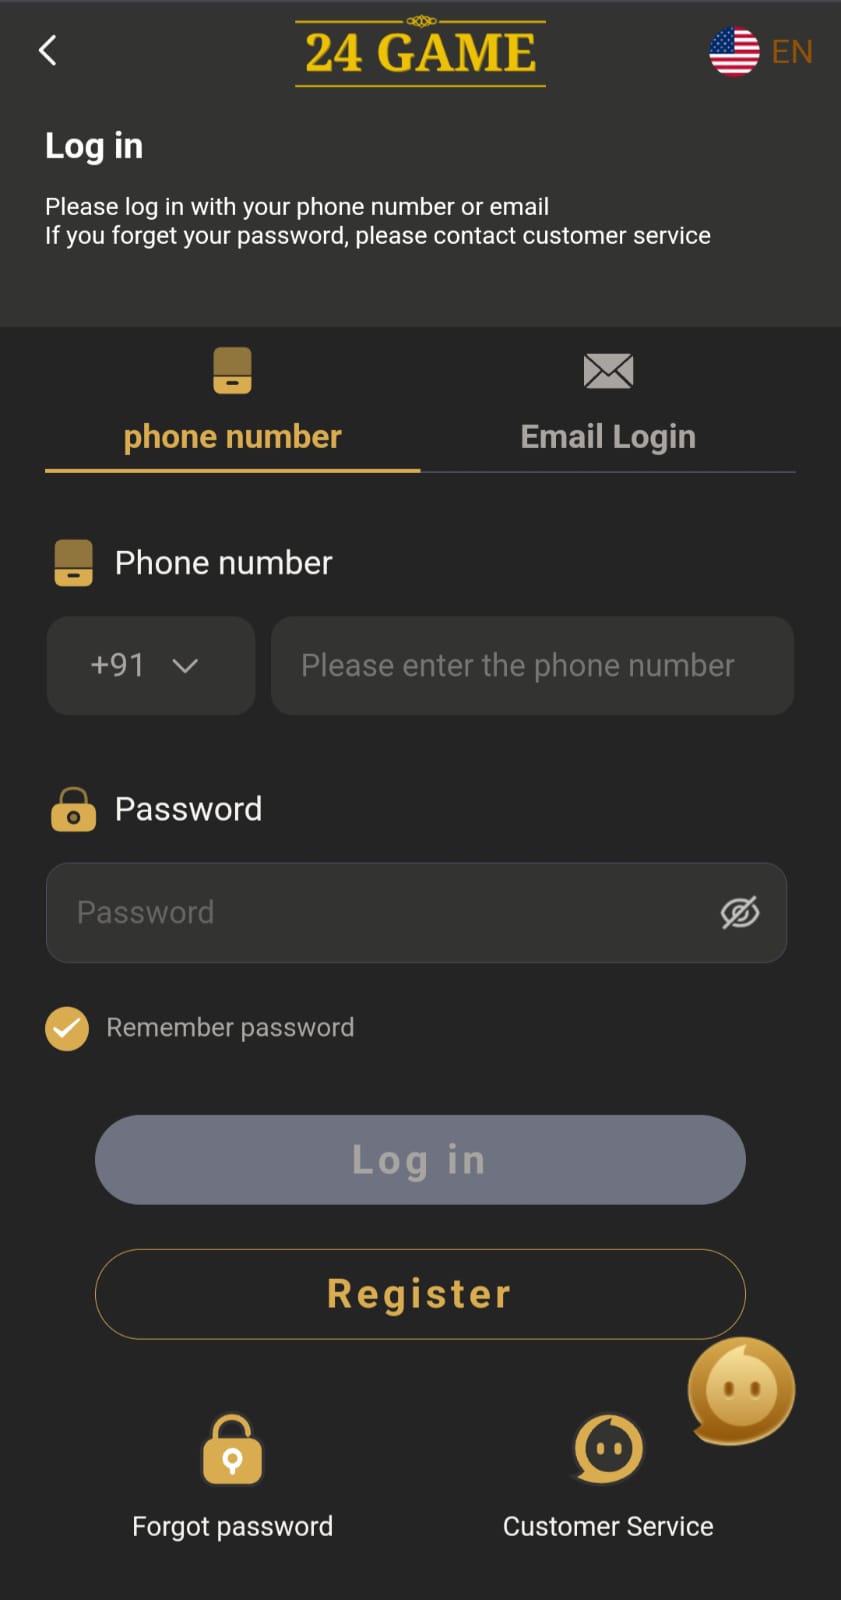 24 GAME
EN
Log in
Please log in with your phone number or email
If you forget your password, please contact customer service
phone number
Email Login
Phone number
+91
Please enter the phone number
Password
Password
Remember password
Log in
Register
Forgot password
Customer Service